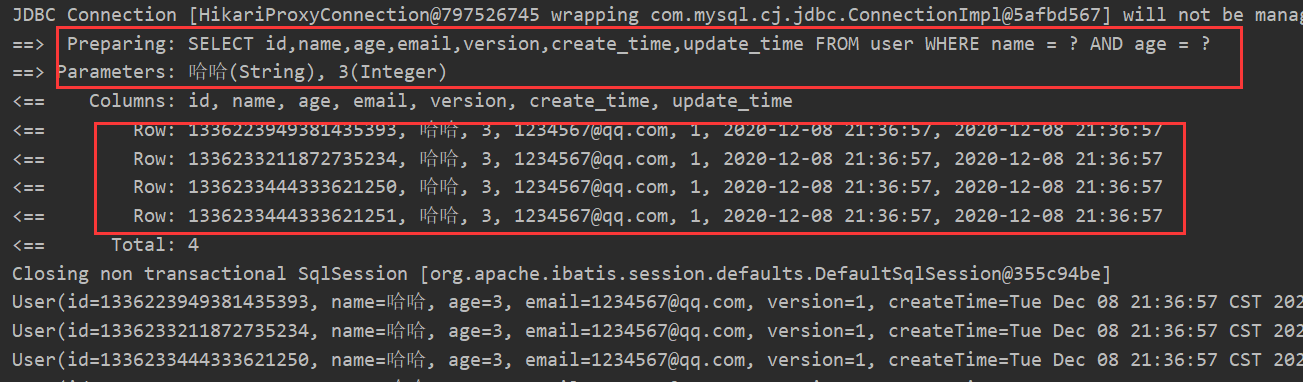 JDBC Connection [HikariProxyConnection@797526745 wrapping com.mysql.cj.jdbc.ConnectionImpl@5afbd567] will not be manag
==>  Preparing: SELECT id,name,age,email,version,create_time,update_time FROM user WHERE name = ? AND age = ?
==> Parameters: 哈哈(String), 3(Integer)
<==    Columns: id, name, age, email, version, create_time, update_time
<==        Row: 1336223949381435393, 哈哈, 3, 1234567@qq.com, 1, 2020-12-08 21:36:57, 2020-12-08 21:36:57
<==        Row: 1336233211872735234, 哈哈, 3, 1234567@qq.com, 1, 2020-12-08 21:36:57, 2020-12-08 21:36:57
<==        Row: 1336233444333621250, 哈哈, 3, 1234567@qq.com, 1, 2020-12-08 21:36:57, 2020-12-08 21:36:57
<==        Row: 1336233444333621251, 哈哈, 3, 1234567@qq.com, 1, 2020-12-08 21:36:57, 2020-12-08 21:36:57
<==      Total: 4
Closing non transactional SqlSession [org.apache.ibatis.session.defaults.DefaultSqlSession@355c94be]
User(id=1336223949381435393, name=哈哈, age=3, email=1234567@qq.com, version=1, createTime=Tue Dec 08 21:36:57 CST 202
User(id=1336233211872735234, name=哈哈, age=3, email=1234567@qq.com, version=1, createTime=Tue Dec 08 21:36:57 CST 202
User(id=1336233444333621250, name=哈哈, age=3, email=1234567@qq.com, version=1, createTime=Tue Dec 08 21:36:57 CST 202